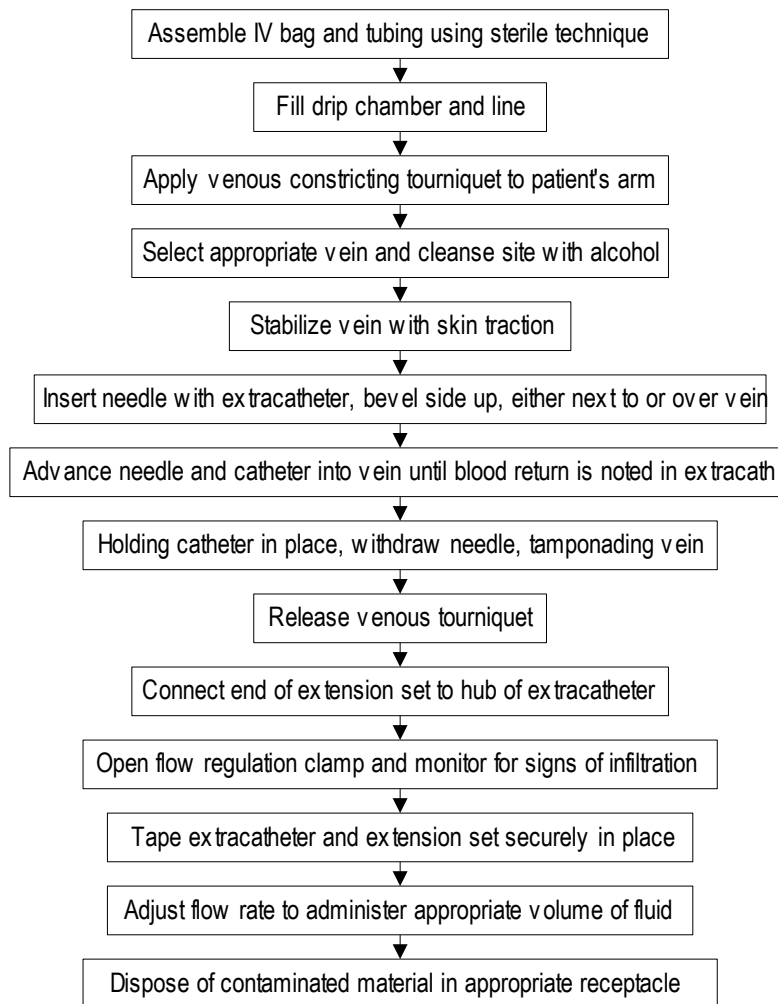 Assemble IV bag and tubing using sterile technique
Fill drip chamber and line
Apply venous constricting tourniquet to patient's arm
Select appropriate vein and cleanse site with alcohol
Stabilize vein with skin traction
Insert needle with extracatheter, bevel side up, either next to or over vein
Advance needle and catheter into vein until blood return is noted in extracath
Holding catheter in place, withdraw needle, tamponading vein
Release venous tourniquet
Connect end of extension set to hub of extracatheter
Open flow regulation clamp and monitor for signs of infiltration
Tape extracatheter and extension set securely in place
Adjust flow rate to administer appropriate volume of fluid
Dispose of contaminated material in appropriate receptacle